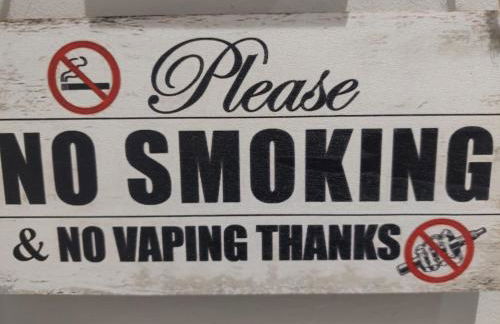 Please
NO SMOKING
& NO VAPING THANKS